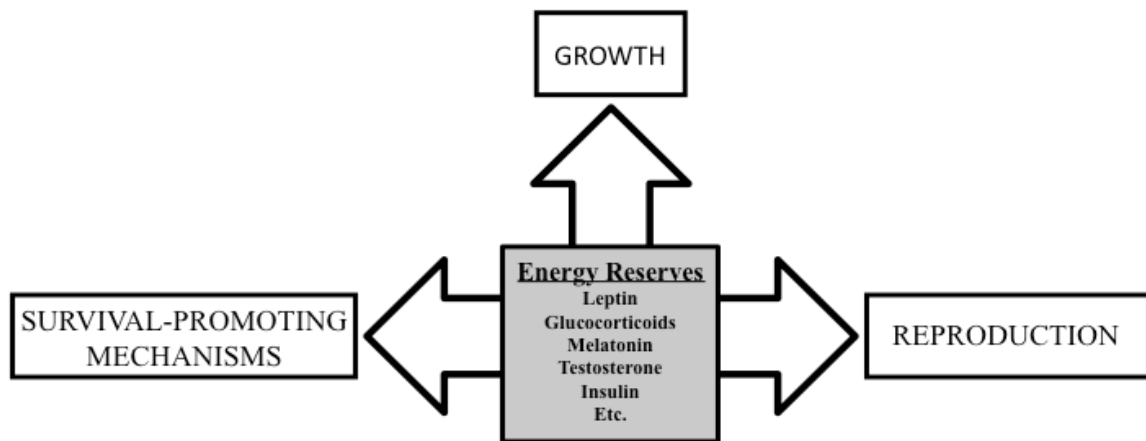 GROWTH
Energy Reserves
Leptin
Glucocorticoids
Melatonin
Testosterone
Insulin
Etc.
SURVIVAL-PROMOTING
MECHANISMS
REPRODUCTION